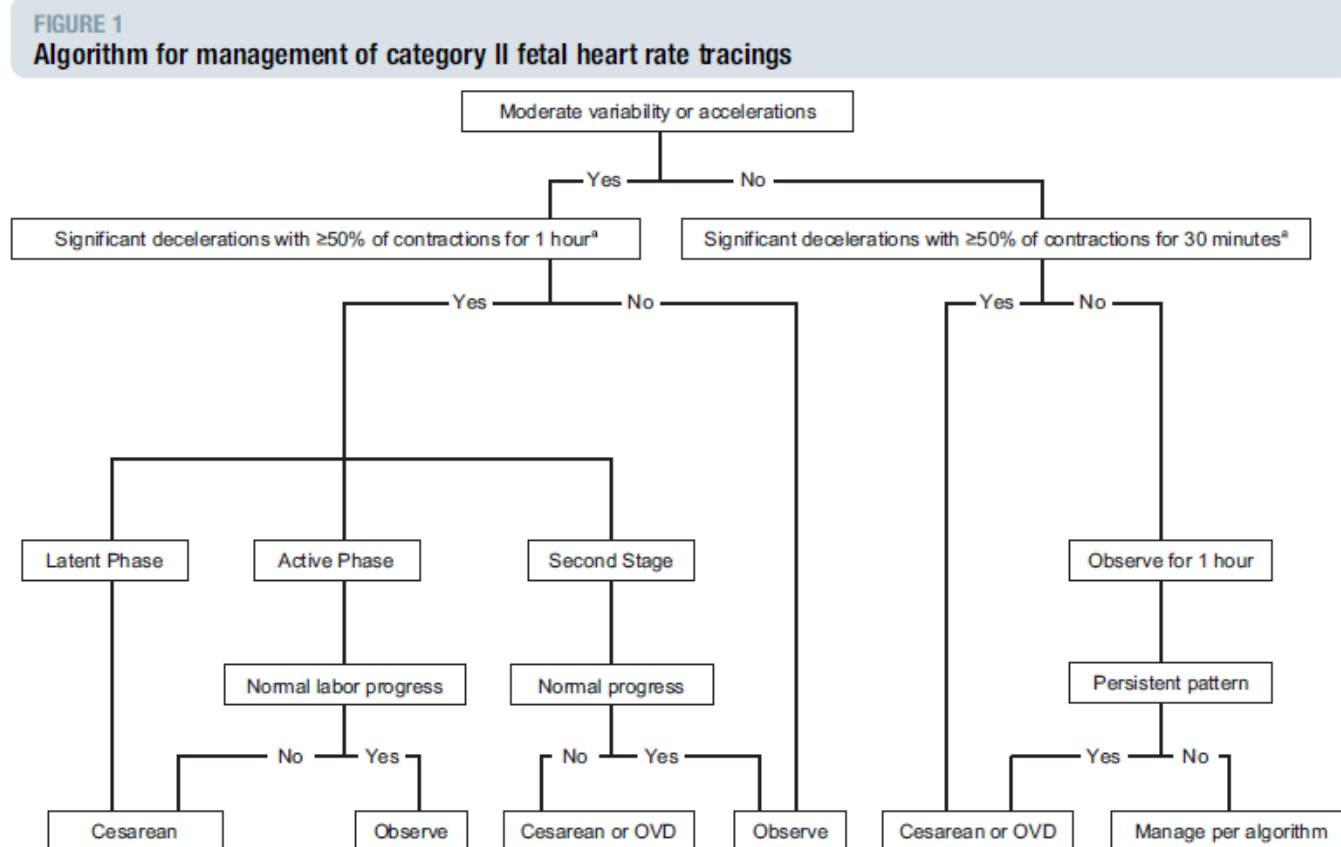 FIGURE 1
Algorithm for management of category II fetal heart rate tracings
Moderate variability or accelerations
Yes No
Significant decelerations with ≥50% of contractions for 1 hourª
Significant decelerations with ≥50% of contractions for 30 minutesª
Yes No
Yes No
Latent Phase
Active Phase
Second Stage
Observe for 1 hour
Normal labor progress
Normal progress
Persistent pattern
No Yes
No Yes
Yes No
Cesarean
Observe
Cesarean or OVD
Observe
Cesarean or OVD
Manage per algorithm